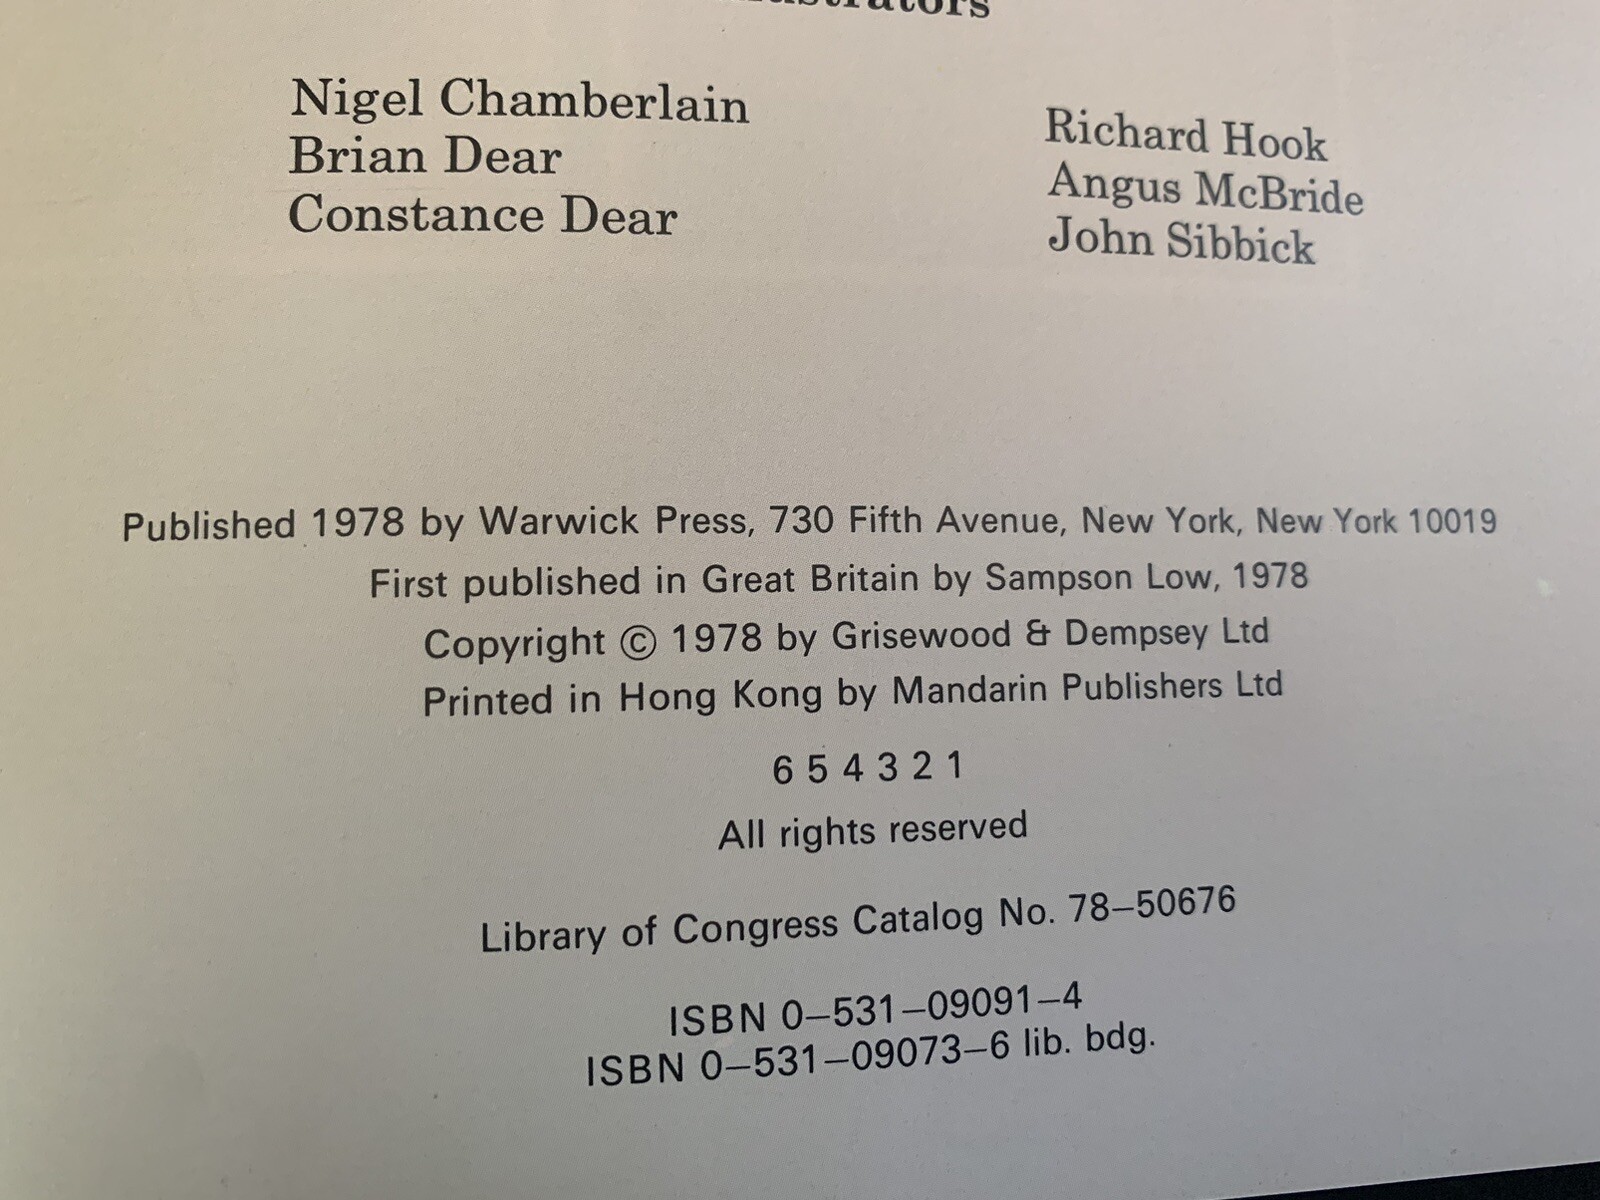 Nigel Chamberlain
Brian Dear
Constance Dear
Richard Hook
Angus McBride
John Sibbick
Published 1978 by Warwick Press, 730 Fifth Avenue, New York, New York 10019
First published in Great Britain by Sampson Low, 1978
Copyright © 1978 by Grisewood & Dempsey Ltd
Printed in Hong Kong by Mandarin Publishers Ltd
6 5 4 3 2 1
All rights reserved
Library of Congress Catalog No. 78–50676
ISBN 0–531–09091–4
ISBN 0–531–09073–6 lib. bdg.